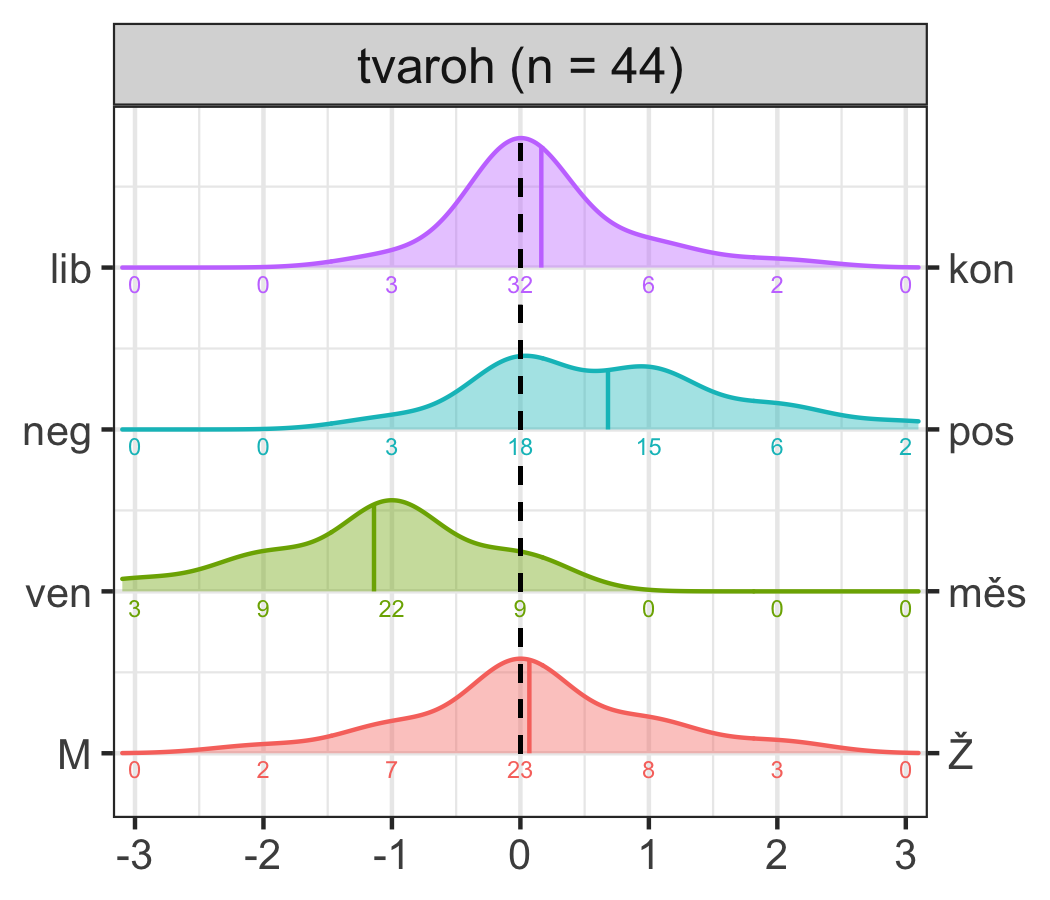 tvaroh (n = 44)
lib kon
0 0 3 32 6 2 0
neg pos
0 0 3 18 15 6 2
ven měs
3 9 22 9 0 0 0
M Ž
0 2 7 23 8 3 0
-3 -2 -1 0 1 2 3